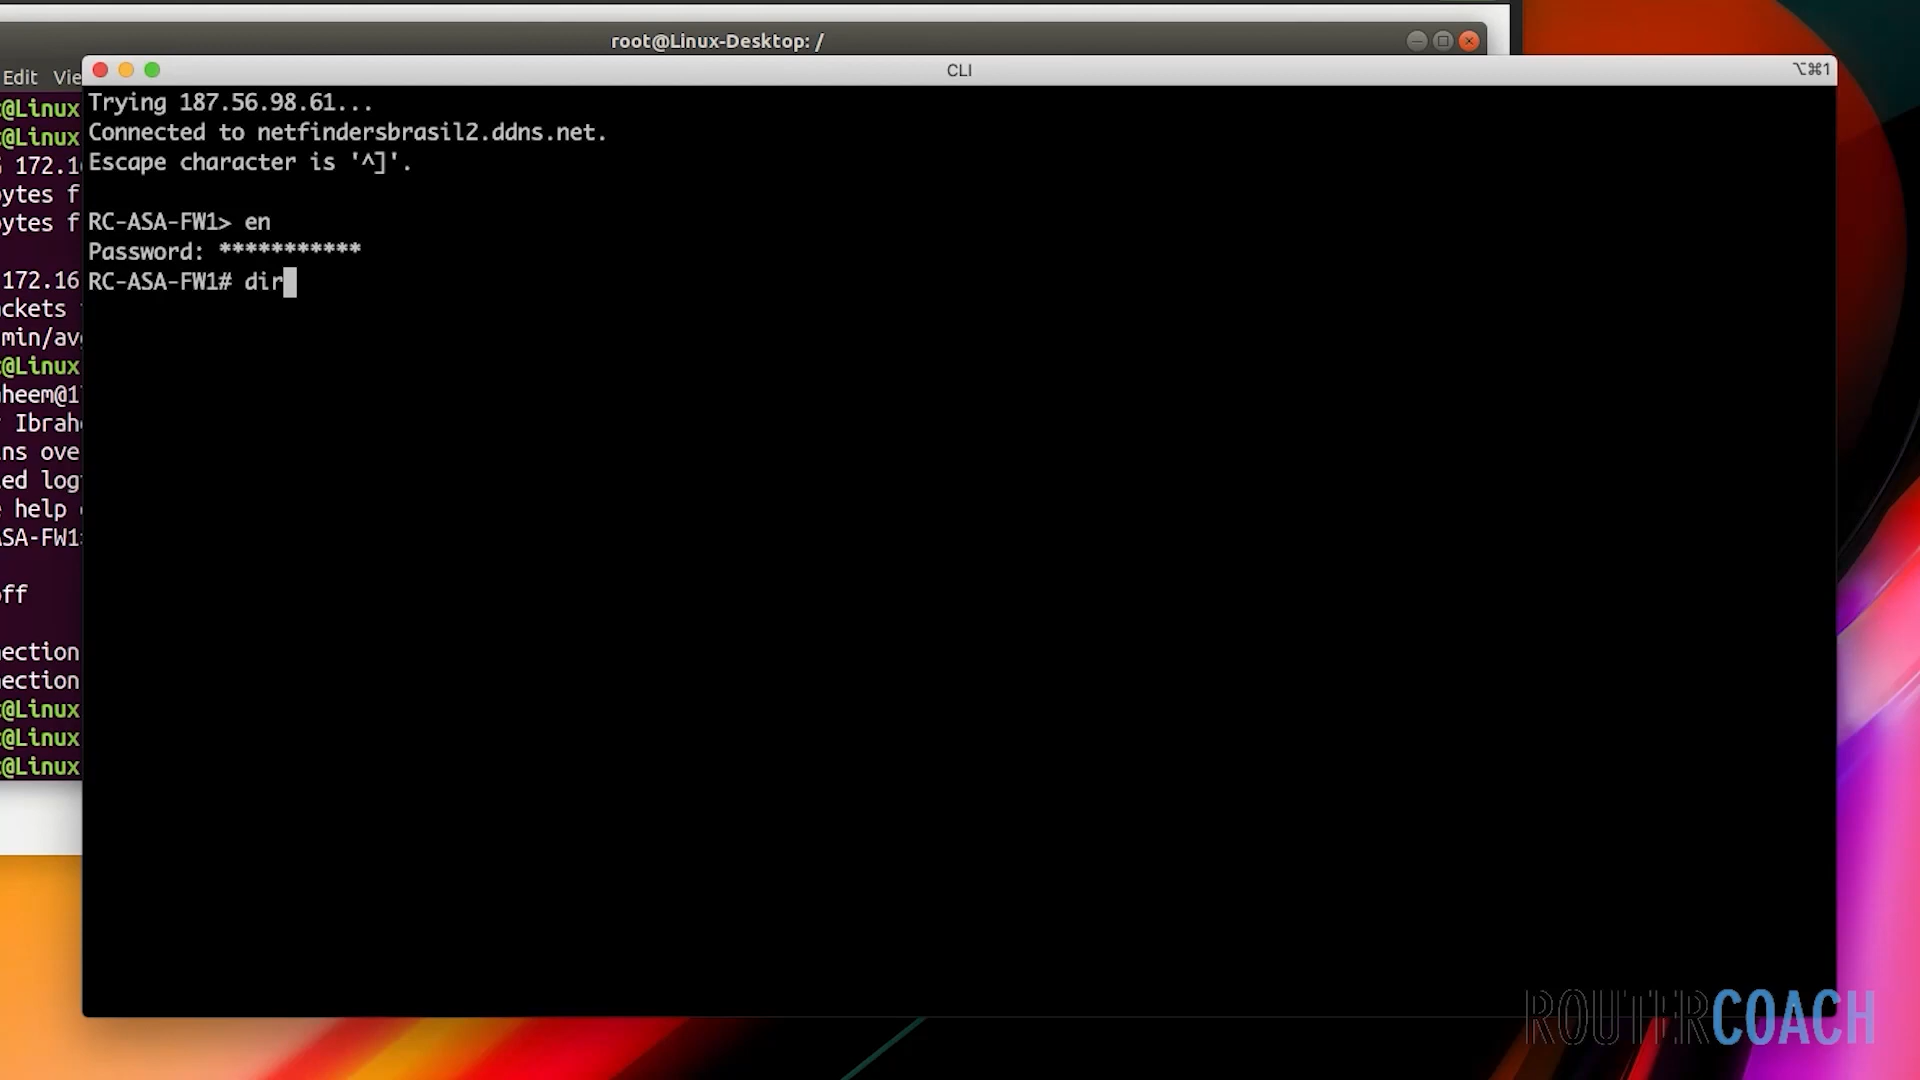 root@Linux-Desktop: /
Edit
CLI
⌥⌘1
Trying 187.56.98.61...
Connected to netfindersbrasil2.ddns.net.
Escape character is '^]'.
RC-ASA-FW1> en
Password: ***********
RC-ASA-FW1# dir
@Linux
@Linux
172.1
ytes f
ytes f
172.16
ckets
min/av
@Linux
heem@1
Ibrah
ns ove
ed log
help
SA-FW1
ff
ection
ection
@Linux
@Linux
@Linux
ROUTERCOACH